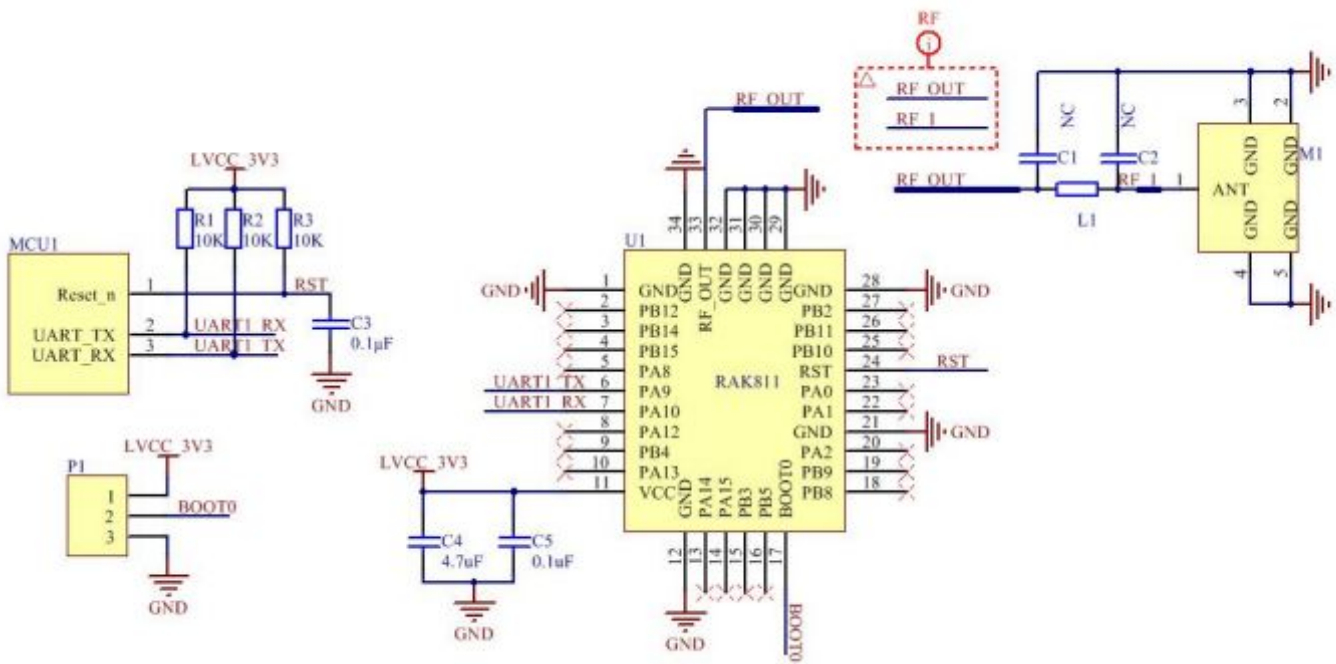 RF
RF_OUT
RF_1
RF_OUT
3
2
NC
NC
C1
C2
M1
GND
GND
RF_OUT
RF_1
1
ANT
L1
GND
GND
4
5
LVCC_3V3
R1
10K
R2
10K
R3
10K
MCU1
Reset_n
1
RST
UART_TX
2
UART1_RX
UART_RX
3
UART1_TX
C3
0.1µF
GND
P1
LVCC_3V3
1
2
BOOT0
3
GND
34
33
32
31
30
29
U1
GND
RF_OUT
GND
GND
GND
GND
GND
1
GND
2
PB12
3
PB14
4
PB15
5
PA8
UART1_TX
6
PA9
UART1_RX
7
PA10
8
PA12
9
PB4
10
PA13
11
VCC
RAK811
GND
28
GND
PB2
27
PB11
26
PB10
25
RST
24
RST
PA0
23
PA1
22
GND
21
GND
PA2
20
PB9
19
PB8
18
GND
PA14
PA15
PB3
PB5
BOOT0
12
13
14
15
16
17
GND
BOOT0
LVCC_3V3
C4
4.7uF
C5
0.1uF
GND